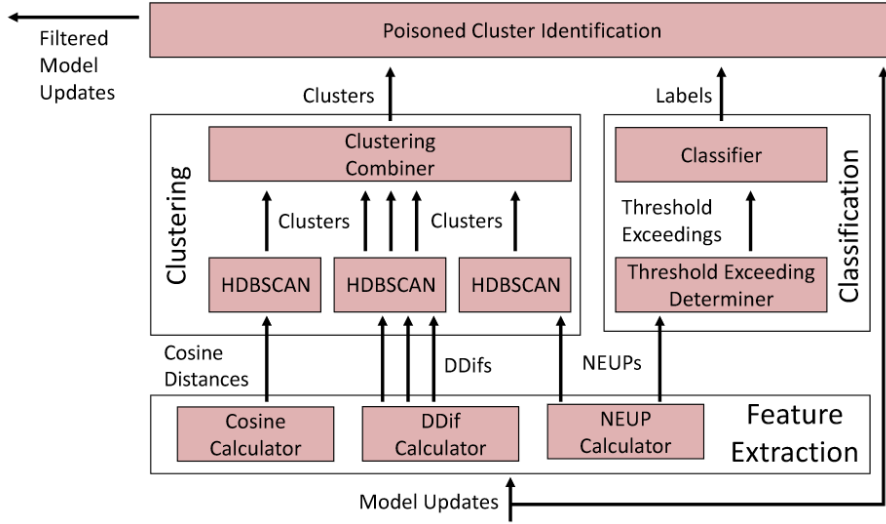 Poisoned Cluster Identification
Filtered
Model
Updates
Clusters
Labels
Clustering
Clustering
Combiner
Clusters
Clusters
HDBSCAN
HDBSCAN
HDBSCAN
Classification
Classifier
Threshold
Exceedings
Threshold Exceeding
Determiner
Cosine
Distances
DDifs
NEUPs
Cosine
Calculator
DDif
Calculator
NEUP
Calculator
Feature
Extraction
Model Updates